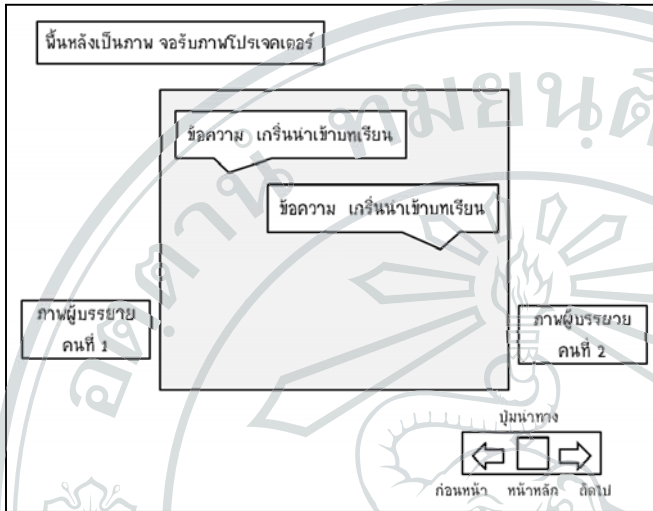 พื้นหลังเป็นภาพ จอรับภาพโปรเจคเตอร์
ข้อความ เกริ่นนำเข้าบทเรียน
ข้อความ เกริ่นนำเข้าบทเรียน
ภาพผู้บรรยาย
คนที่ 1
ภาพผู้บรรยาย
คนที่ 2
ปุ่มนำทาง
ก่อนหน้า หน้าหลัก ถัดไป